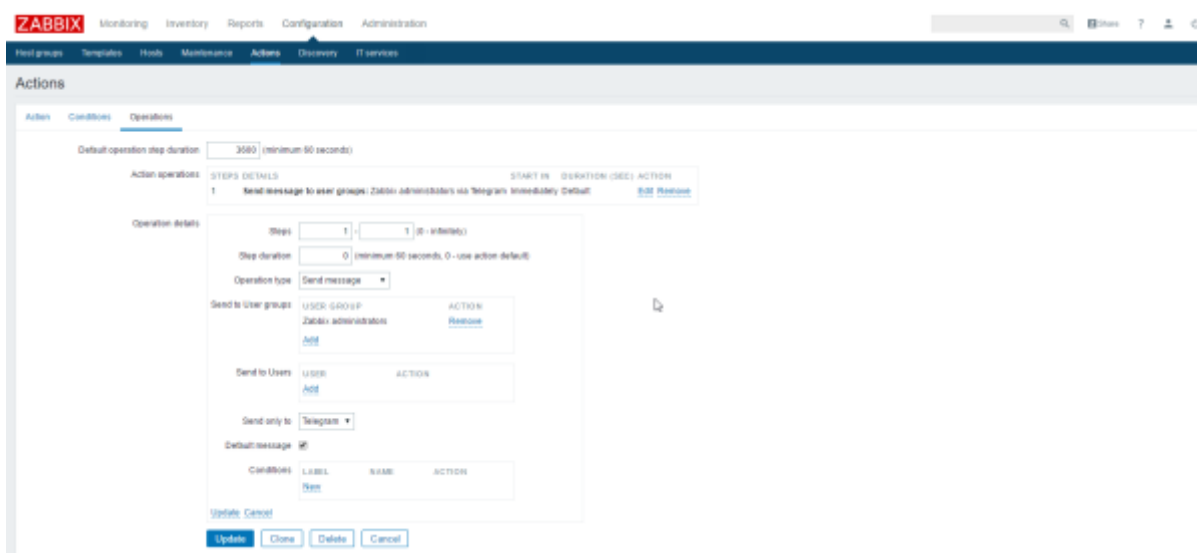 ZABBIX Monitoring Inventory Reports Configuration Administration Share ?
Host groups Templates Hosts Maintenance Actions Discovery IT services
Actions
Action Conditions Operations
Default operation step duration 3600 (minimum 60 seconds)
Action operations STEPS DETAILS START IN DURATION (SEC) ACTION
1 Send message to user groups: Zabbix administrators via Telegram Immediately Default Edit Remove
Operation details
Steps 1 - 1 (0 - infinitely)
Step duration 0 (minimum 60 seconds, 0 - use action default)
Operation type Send message
Send to User groups USER GROUP ACTION
Zabbix administrators Remove
Add
Send to Users USER ACTION
Add
Send only to Telegram
Default message
Conditions LABEL NAME ACTION
New
Update Cancel
Update Clone Delete Cancel